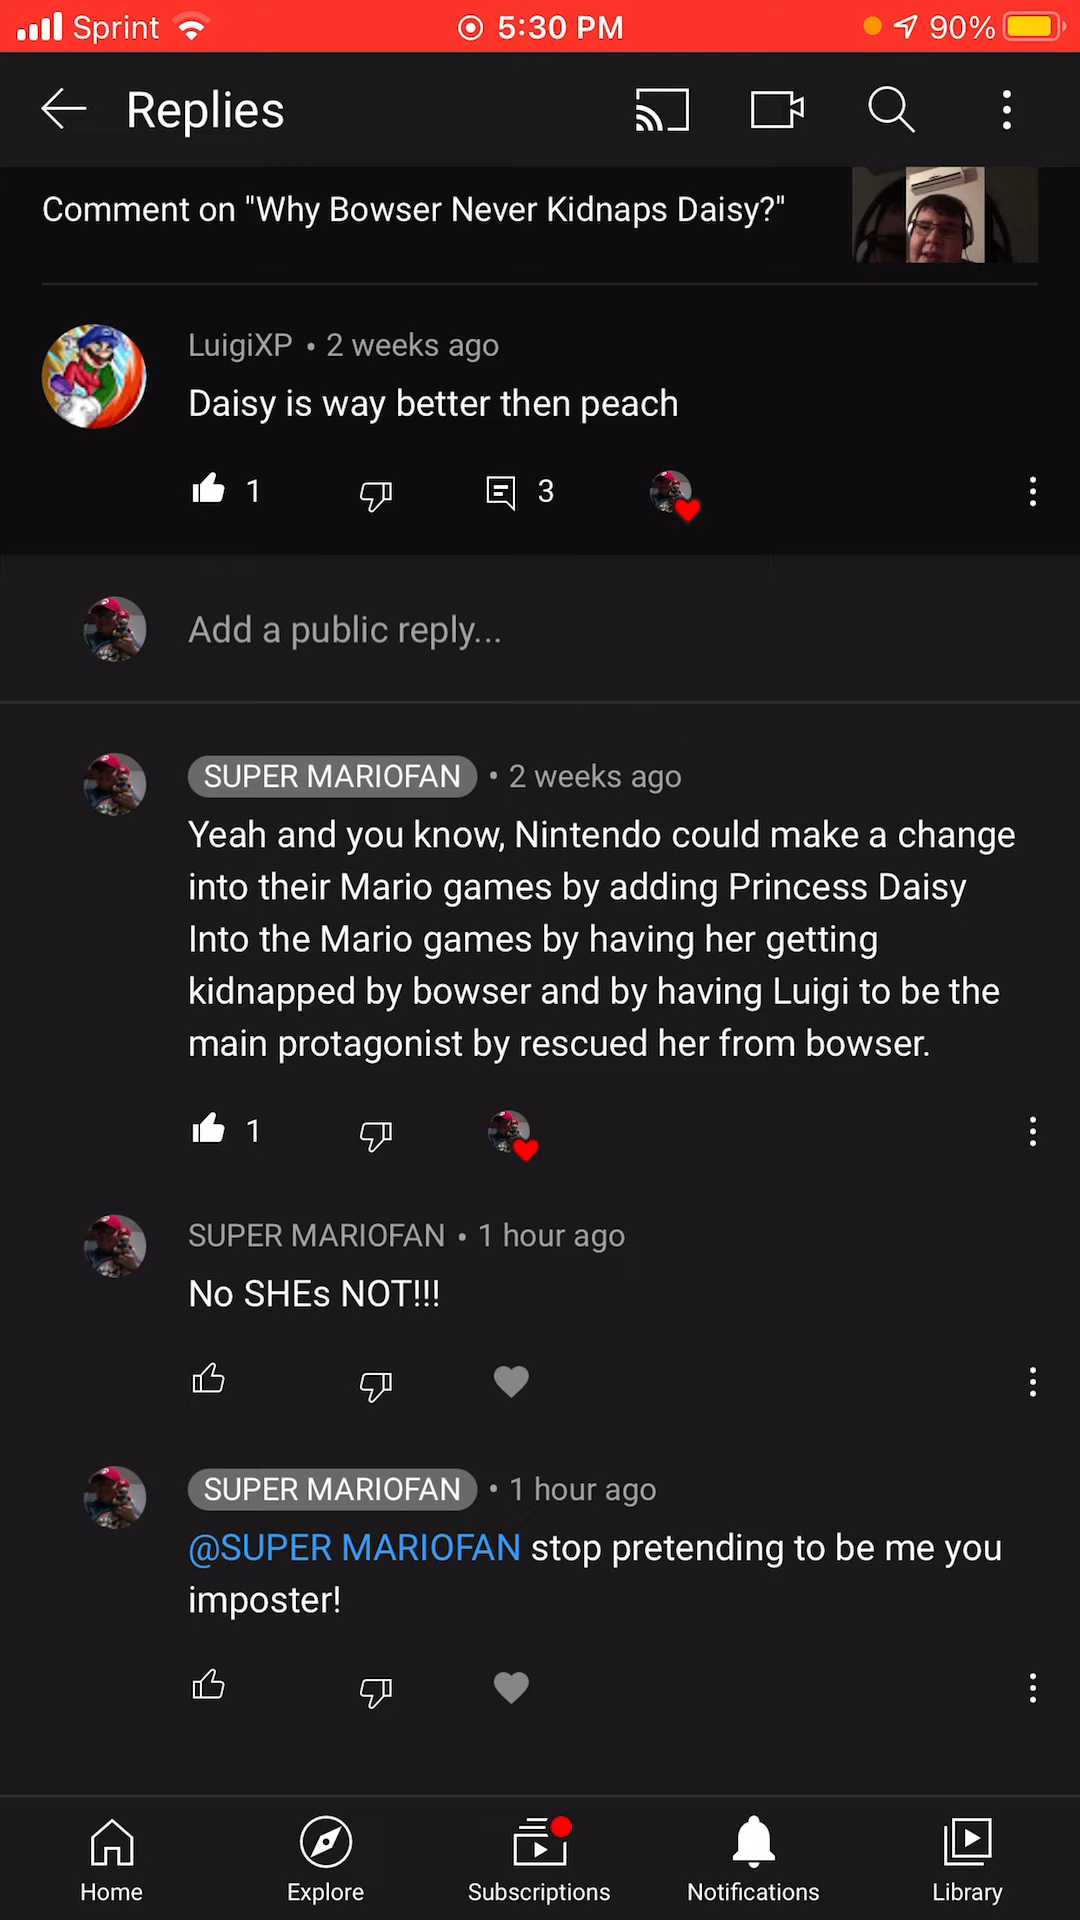 Sprint 5:30 PM 90%
Replies
Comment on "Why Bowser Never Kidnaps Daisy?"
LuigiXP • 2 weeks ago
Daisy is way better then peach
1 3
Add a public reply...
SUPER MARIOFAN • 2 weeks ago
Yeah and you know, Nintendo could make a change
into their Mario games by adding Princess Daisy
Into the Mario games by having her getting
kidnapped by bowser and by having Luigi to be the
main protagonist by rescued her from bowser.
1
SUPER MARIOFAN • 1 hour ago
No SHEs NOT!!!
SUPER MARIOFAN • 1 hour ago
@SUPER MARIOFAN stop pretending to be me you
imposter!
Home Explore Subscriptions Notifications Library